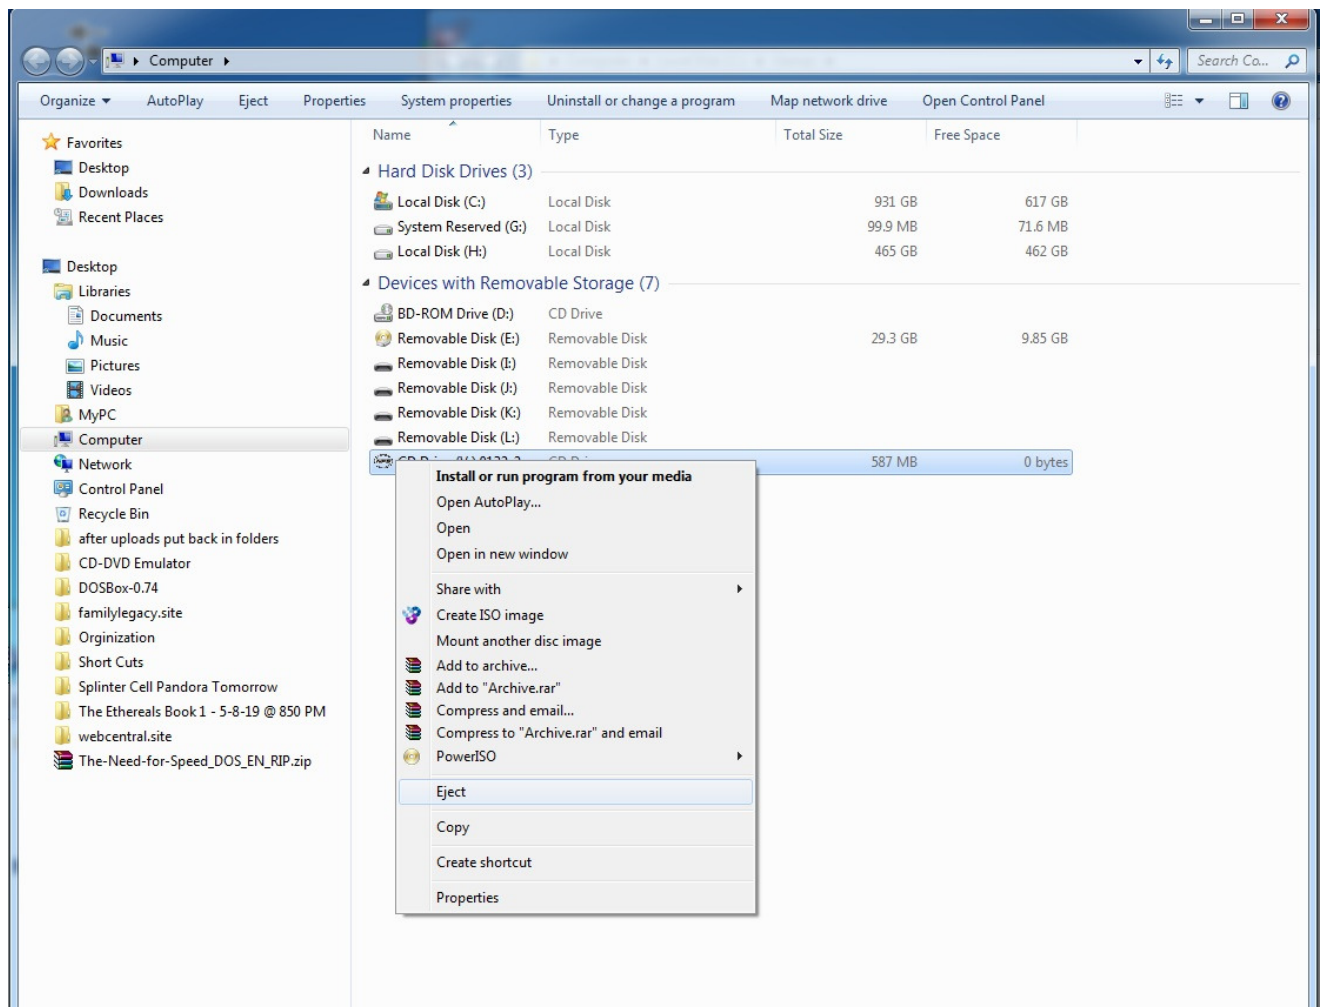 Computer
Search Co...
Organize AutoPlay Eject Properties System properties Uninstall or change a program Map network drive Open Control Panel
Favorites
Desktop
Downloads
Recent Places
Desktop
Libraries
Documents
Music
Pictures
Videos
MyPC
Computer
Network
Control Panel
Recycle Bin
after uploads put back in folders
CD-DVD Emulator
DOSBox-0.74
familylegacy.site
Orginization
Short Cuts
Splinter Cell Pandora Tomorrow
The Ethereals Book 1 - 5-8-19 @ 850 PM
webcentral.site
The-Need-for-Speed_DOS_EN_RIP.zip
Name Type Total Size Free Space
Hard Disk Drives (3)
Local Disk (C:) Local Disk 931 GB 617 GB
System Reserved (G:) Local Disk 99.9 MB 71.6 MB
Local Disk (H:) Local Disk 465 GB 462 GB
Devices with Removable Storage (7)
BD-ROM Drive (D:) CD Drive
Removable Disk (E:) Removable Disk 29.3 GB 9.85 GB
Removable Disk (I:) Removable Disk
Removable Disk (J:) Removable Disk
Removable Disk (K:) Removable Disk
Removable Disk (L:) Removable Disk
587 MB 0 bytes
Install or run program from your media
Open AutoPlay...
Open
Open in new window
Share with
Create ISO image
Mount another disc image
Add to archive...
Add to "Archive.rar"
Compress and email...
Compress to "Archive.rar" and email
PowerISO
Eject
Copy
Create shortcut
Properties